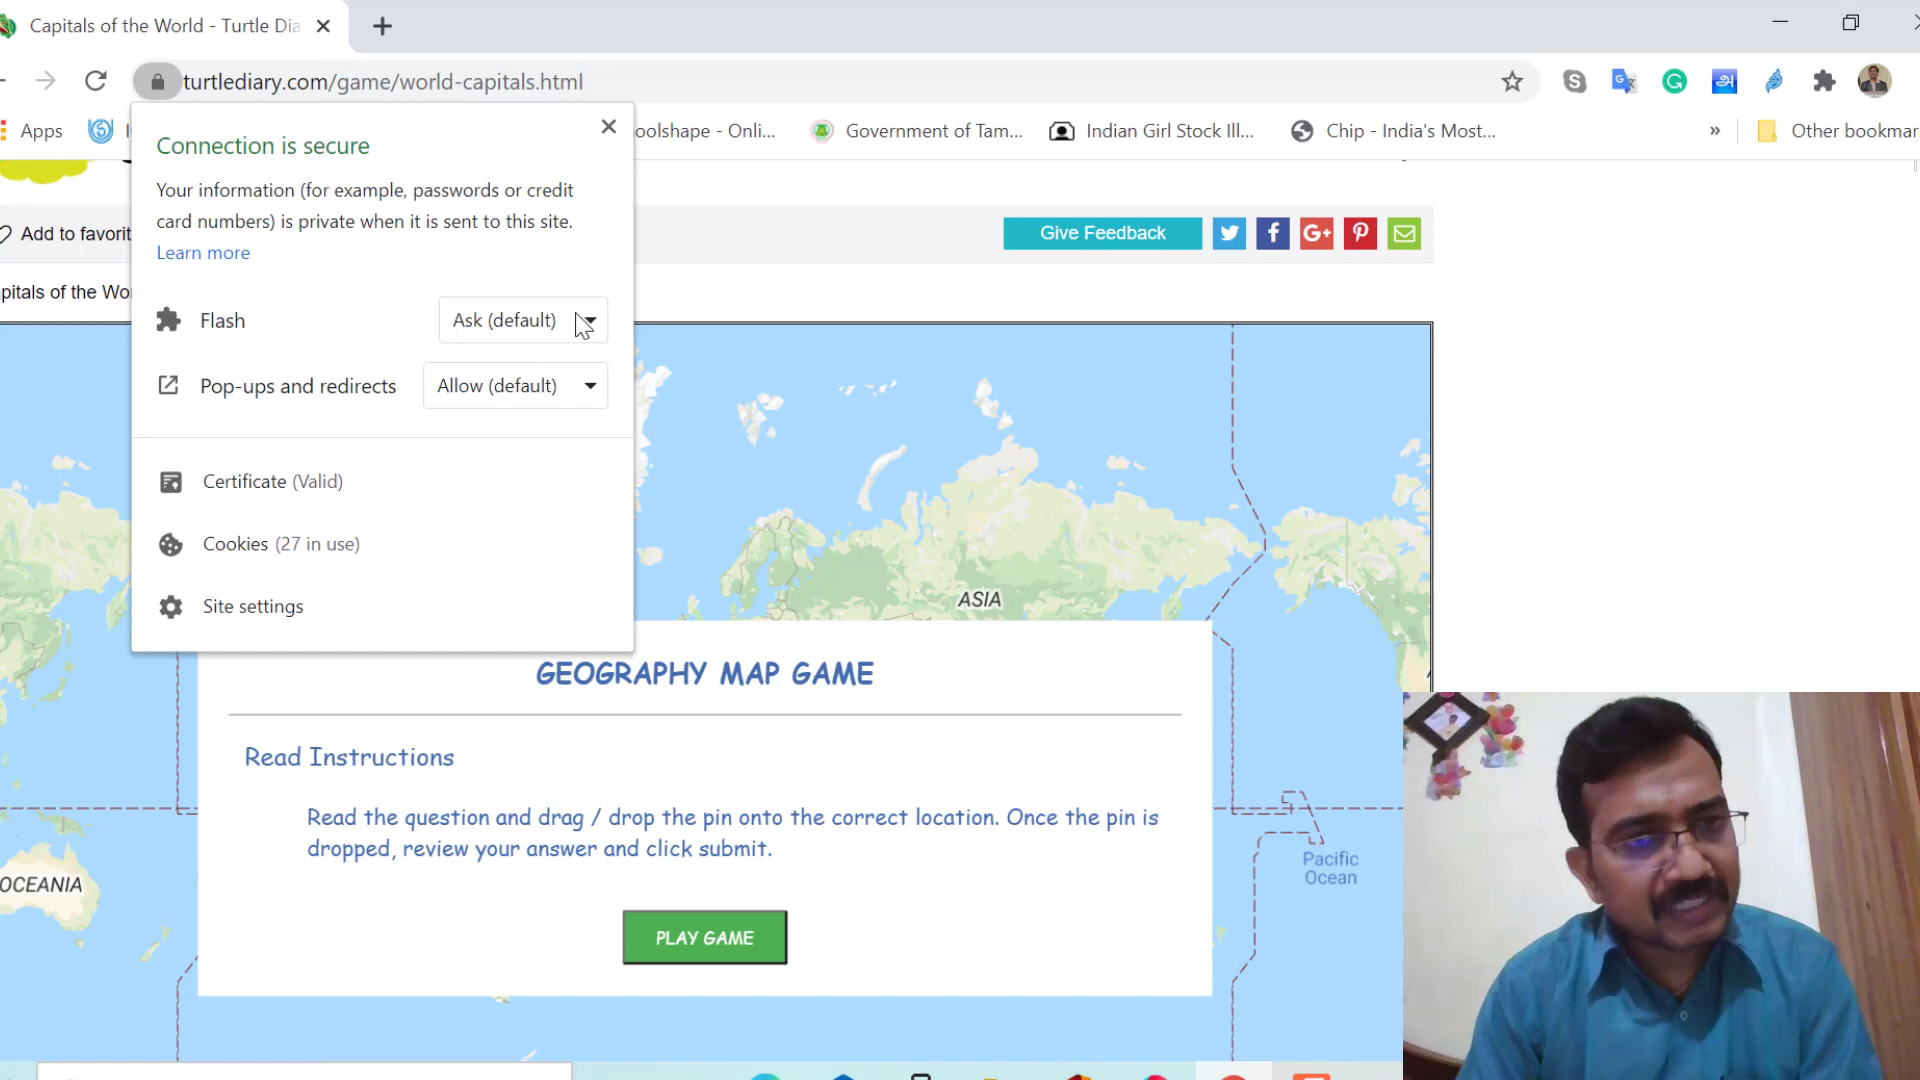 Capitals of the World - Turtle Dia
turtlediary.com/game/world-capitals.html
Apps
oolshape - Onli...
Government of Tam...
Indian Girl Stock Ill...
Chip - India's Most...
»
Other bookmar
Connection is secure
Your information (for example, passwords or credit
card numbers) is private when it is sent to this site.
Learn more
Add to favorit
Give Feedback
pitals of the Wo
Flash
Ask (default)
Pop-ups and redirects
Allow (default)
Certificate (Valid)
Cookies (27 in use)
Site settings
ASIA
GEOGRAPHY MAP GAME
Read Instructions
Read the question and drag / drop the pin onto the correct location. Once the pin is
dropped, review your answer and click submit.
OCEANIA
Pacific
Ocean
PLAY GAME